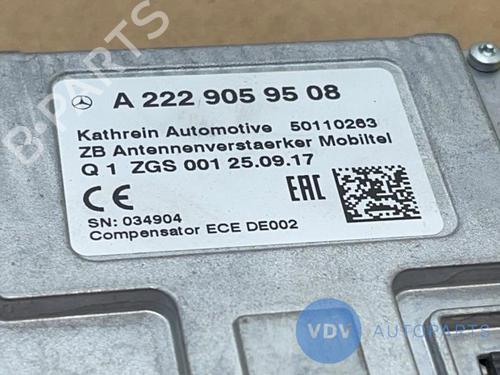 A 222 905 95 08
Kathrein Automotive 50110263
ZB Antennenverstaerker Mobiltel
Q 1 ZGS 001 25.09.17
CE EAC
SN: 034904
Compensator ECE DE002
B-PARTS
VDV AUTOPARTS